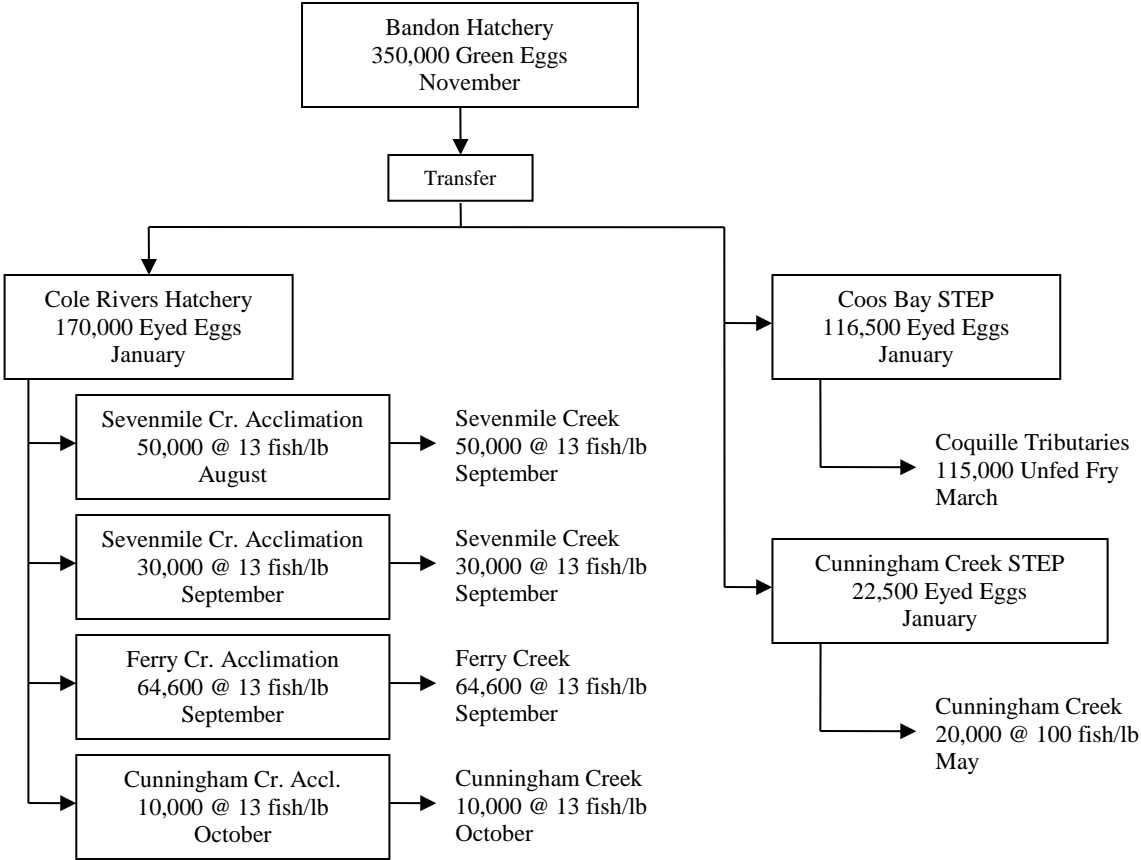 Bandon Hatchery
350,000 Green Eggs
November
Transfer
Cole Rivers Hatchery
170,000 Eyed Eggs
January
Sevenmile Cr. Acclimation
50,000 @ 13 fish/lb
August
Sevenmile Creek
50,000 @ 13 fish/lb
September
Sevenmile Cr. Acclimation
30,000 @ 13 fish/lb
September
Sevenmile Creek
30,000 @ 13 fish/lb
September
Ferry Cr. Acclimation
64,600 @ 13 fish/lb
September
Ferry Creek
64,600 @ 13 fish/lb
September
Cunningham Cr. Accl.
10,000 @ 13 fish/lb
October
Cunningham Creek
10,000 @ 13 fish/lb
October
Coos Bay STEP
116,500 Eyed Eggs
January
Coquille Tributaries
115,000 Unfed Fry
March
Cunningham Creek STEP
22,500 Eyed Eggs
January
Cunningham Creek
20,000 @ 100 fish/lb
May